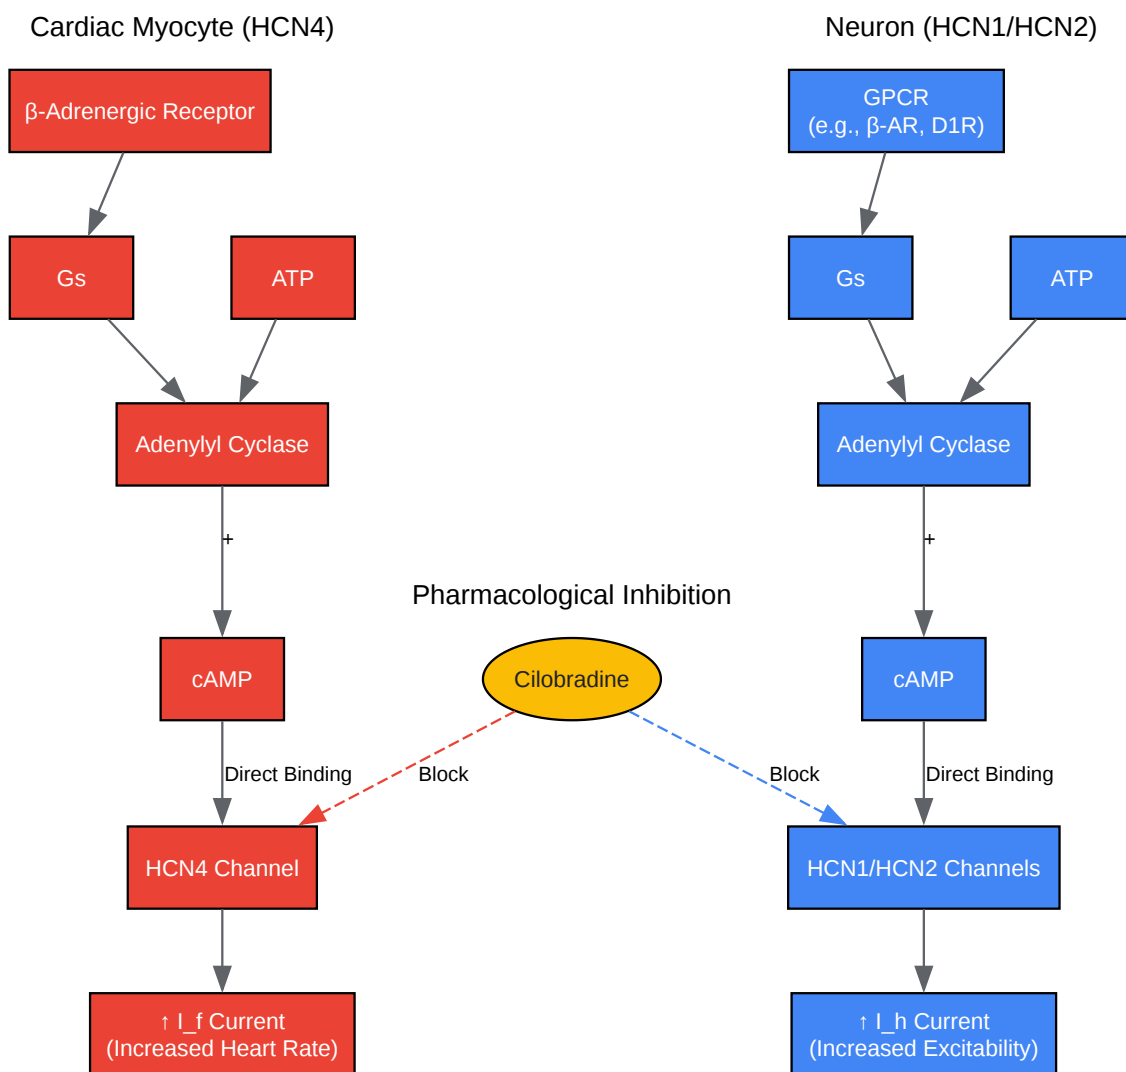 Cardiac Myocyte (HCN4)
Neuron (HCN1/HCN2)
β-Adrenergic Receptor
GPCR
(e.g., β-AR, D1R)
Gs
ATP
Gs
ATP
Adenylyl Cyclase
Adenylyl Cyclase
+
+
Pharmacological Inhibition
cAMP
Cilobradine
cAMP
Direct Binding
Block
Block
Direct Binding
HCN4 Channel
HCN1/HCN2 Channels
↑ I_f Current
(Increased Heart Rate)
↑ I_h Current
(Increased Excitability)